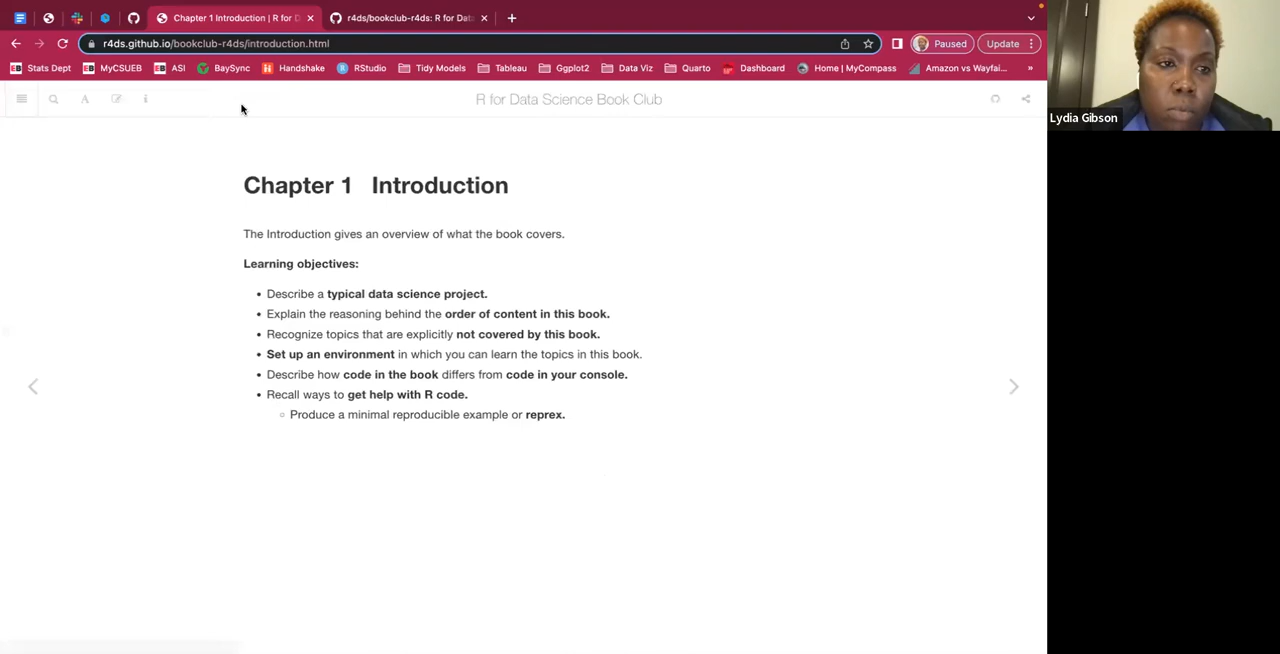 Chapter 1 Introduction | R for D
r4ds/bookclub-r4ds: R for Data
r4ds.github.io/bookclub-r4ds/introduction.html
Paused
Update
Stats Dept
MyCSUEB
ASI
BaySync
Handshake
RStudio
Tidy Models
Tableau
Ggplot2
Data Viz
Quarto
Dashboard
Home | MyCompass
Amazon vs Wayfai...
R for Data Science Book Club
Lydia Gibson
Chapter 1 Introduction
The Introduction gives an overview of what the book covers.
Learning objectives:
• Describe a typical data science project.
• Explain the reasoning behind the order of content in this book.
• Recognize topics that are explicitly not covered by this book.
• Set up an environment in which you can learn the topics in this book.
• Describe how code in the book differs from code in your console.
• Recall ways to get help with R code.
○ Produce a minimal reproducible example or reprex.